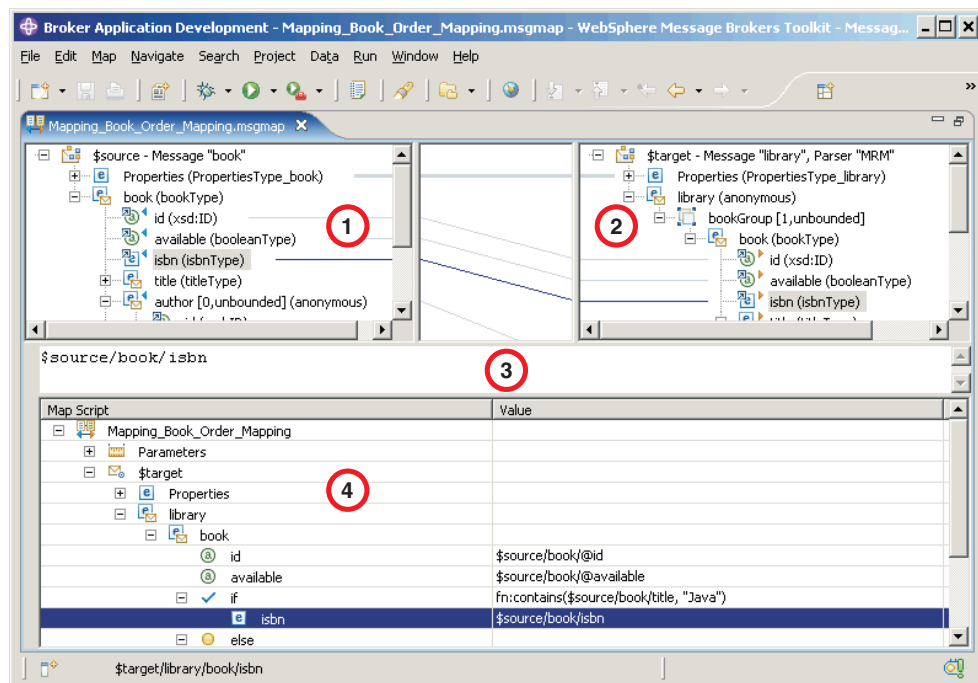 Broker Application Development - Mapping_Book_Order_Mapping.msgmap - WebSphere Message Brokers Toolkit - Messag...
File Edit Map Navigate Search Project Data Run Window Help
Mapping_Book_Order_Mapping.msgmap
$source - Message "book"
Properties (PropertiesType_book)
book (bookType)
id (xsd:ID)
available (booleanType)
isbn (isbnType)
title (titleType)
author [0,unbounded] (anonymous)
1
$target - Message "library", Parser "MRM"
Properties (PropertiesType_library)
library (anonymous)
bookGroup [1,unbounded]
book (bookType)
id (xsd:ID)
available (booleanType)
isbn (isbnType)
2
$source/book/isbn
3
Map Script Value
Mapping_Book_Order_Mapping
Parameters
$target
Properties
4
library
book
id $source/book/@id
available $source/book/@available
if fn:contains($source/book/title, "Java")
isbn $source/book/isbn
else
$target/library/book/isbn